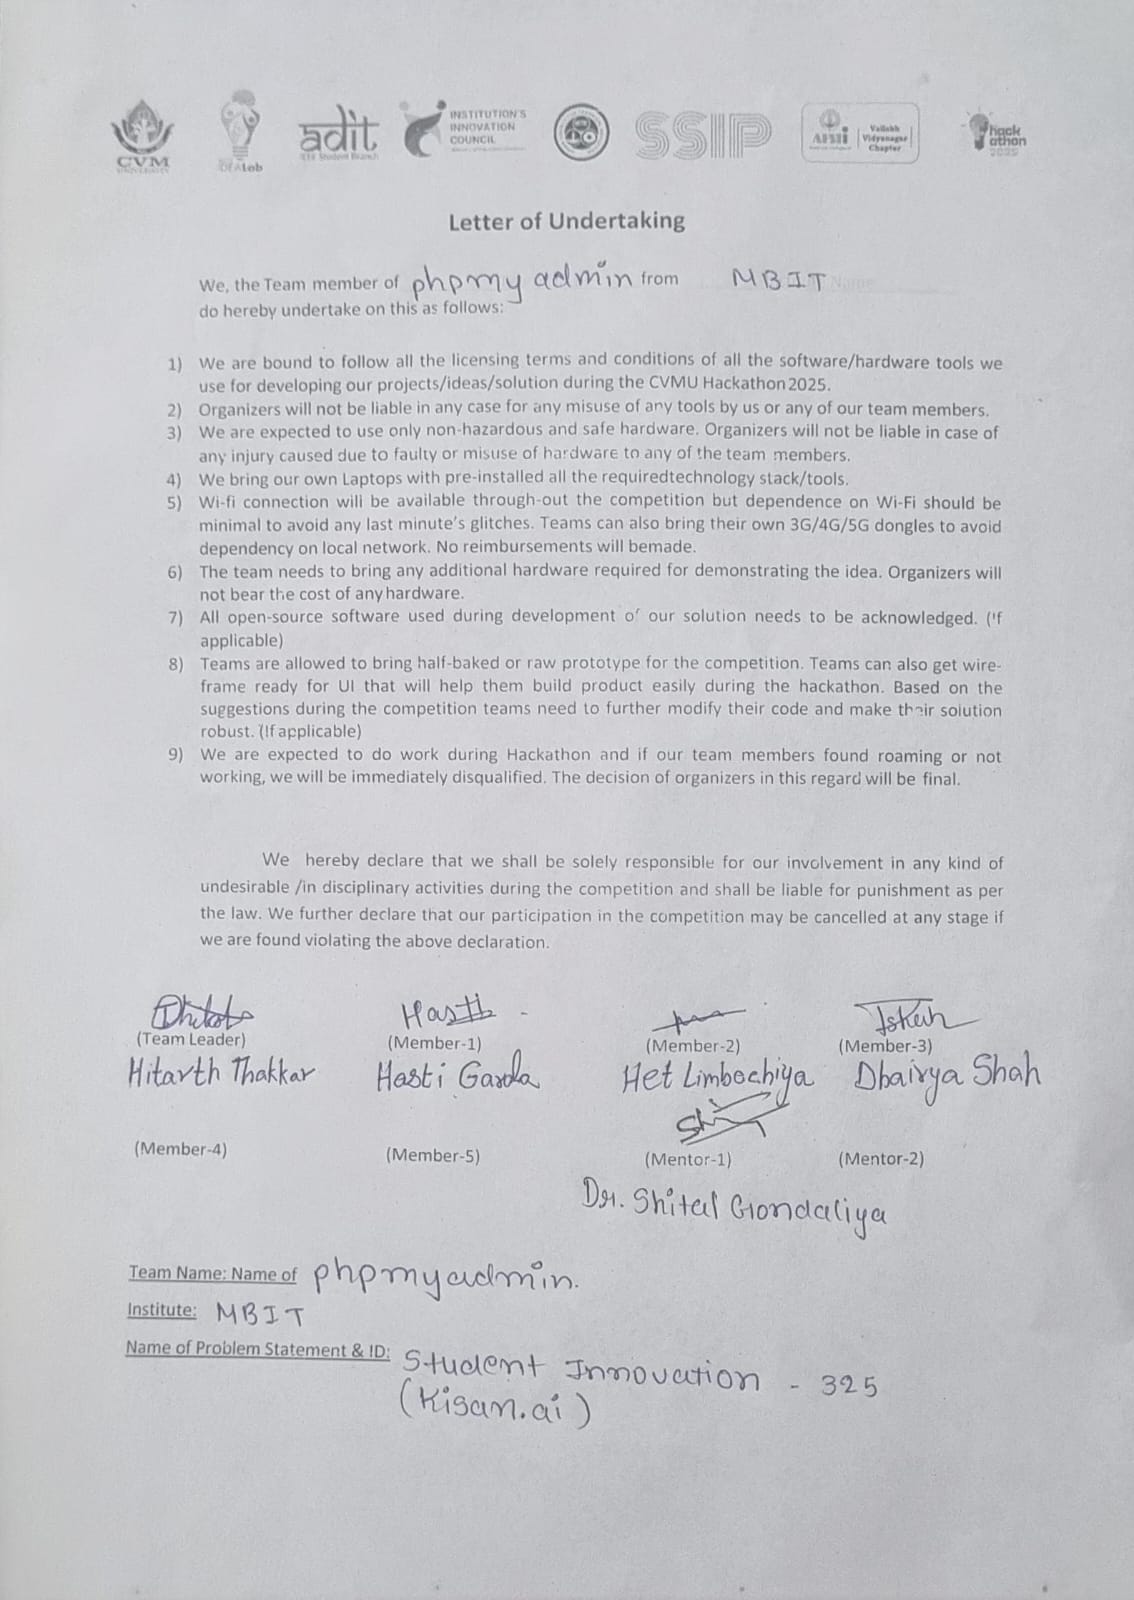 CVM
UNIVERSITY
Lab
adit
INSTITUTION'S
INNOVATION
COUNCIL
SSIP
Vallabh
Vidyanagar
Chapter
hack
athon
2025
Letter of Undertaking
We, the Team member of phpmy admin from MBIT
do hereby undertake on this as follows:
1) We are bound to follow all the licensing terms and conditions of all the software/hardware tools we
use for developing our projects/ideas/solution during the CVMU Hackathon 2025.
2) Organizers will not be liable in any case for any misuse of any tools by us or any of our team members.
3) We are expected to use only non-hazardous and safe hardware. Organizers will not be liable in case of
any injury caused due to faulty or misuse of hardware to any of the team members.
4) We bring our own Laptops with pre-installed all the requiredtechnology stack/tools.
5) Wi-fi connection will be available through-out the competition but dependence on Wi-Fi should be
minimal to avoid any last minute's glitches. Teams can also bring their own 3G/4G/5G dongles to avoid
dependency on local network. No reimbursements will bemade.
6) The team needs to bring any additional hardware required for demonstrating the idea. Organizers will
not bear the cost of any hardware.
7) All open-source software used during development of our solution needs to be acknowledged. (If
applicable)
8) Teams are allowed to bring half-baked or raw prototype for the competition. Teams can also get wire-
frame ready for UI that will help them build product easily during the hackathon. Based on the
suggestions during the competition teams need to further modify their code and make their solution
robust. (If applicable)
9) We are expected to do work during Hackathon and if our team members found roaming or not
working, we will be immediately disqualified. The decision of organizers in this regard will be final.
We hereby declare that we shall be solely responsible for our involvement in any kind of
undesirable /in disciplinary activities during the competition and shall be liable for punishment as per
the law. We further declare that our participation in the competition may be cancelled at any stage if
we are found violating the above declaration.
Hasti
(Team Leader) (Member-1) (Member-2) (Member-3)
Hitarth Thakkar Hasti Garda Het Limbochiya Dhairya Shah
(Member-4) (Member-5) (Mentor-1) (Mentor-2)
Dr. Shital Gondaliya
Team Name: Name of phpmyadmin.
Institute: MBIT
Name of Problem Statement & ID: Student Innovation - 325
(Kisan.ai)